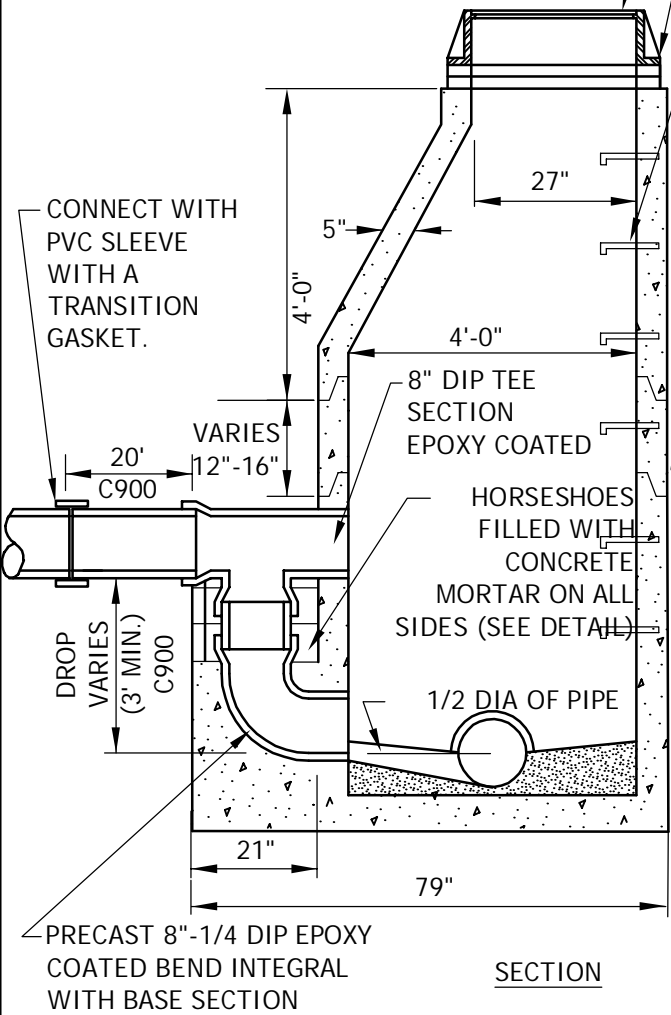 27"
CONNECT WITH
PVC SLEEVE
WITH A
TRANSITION
GASKET.
5"
4'-0"
4'-0"
8" DIP TEE
SECTION
EPOXY COATED
VARIES
12"-16"
20'
C900
HORSESHOES
FILLED WITH
CONCRETE
MORTAR ON ALL
SIDES (SEE DETAIL)
DROP
VARIES
(3' MIN.)
C900
1/2 DIA OF PIPE
21"
79"
PRECAST 8"-1/4 DIP EPOXY
COATED BEND INTEGRAL
WITH BASE SECTION
SECTION